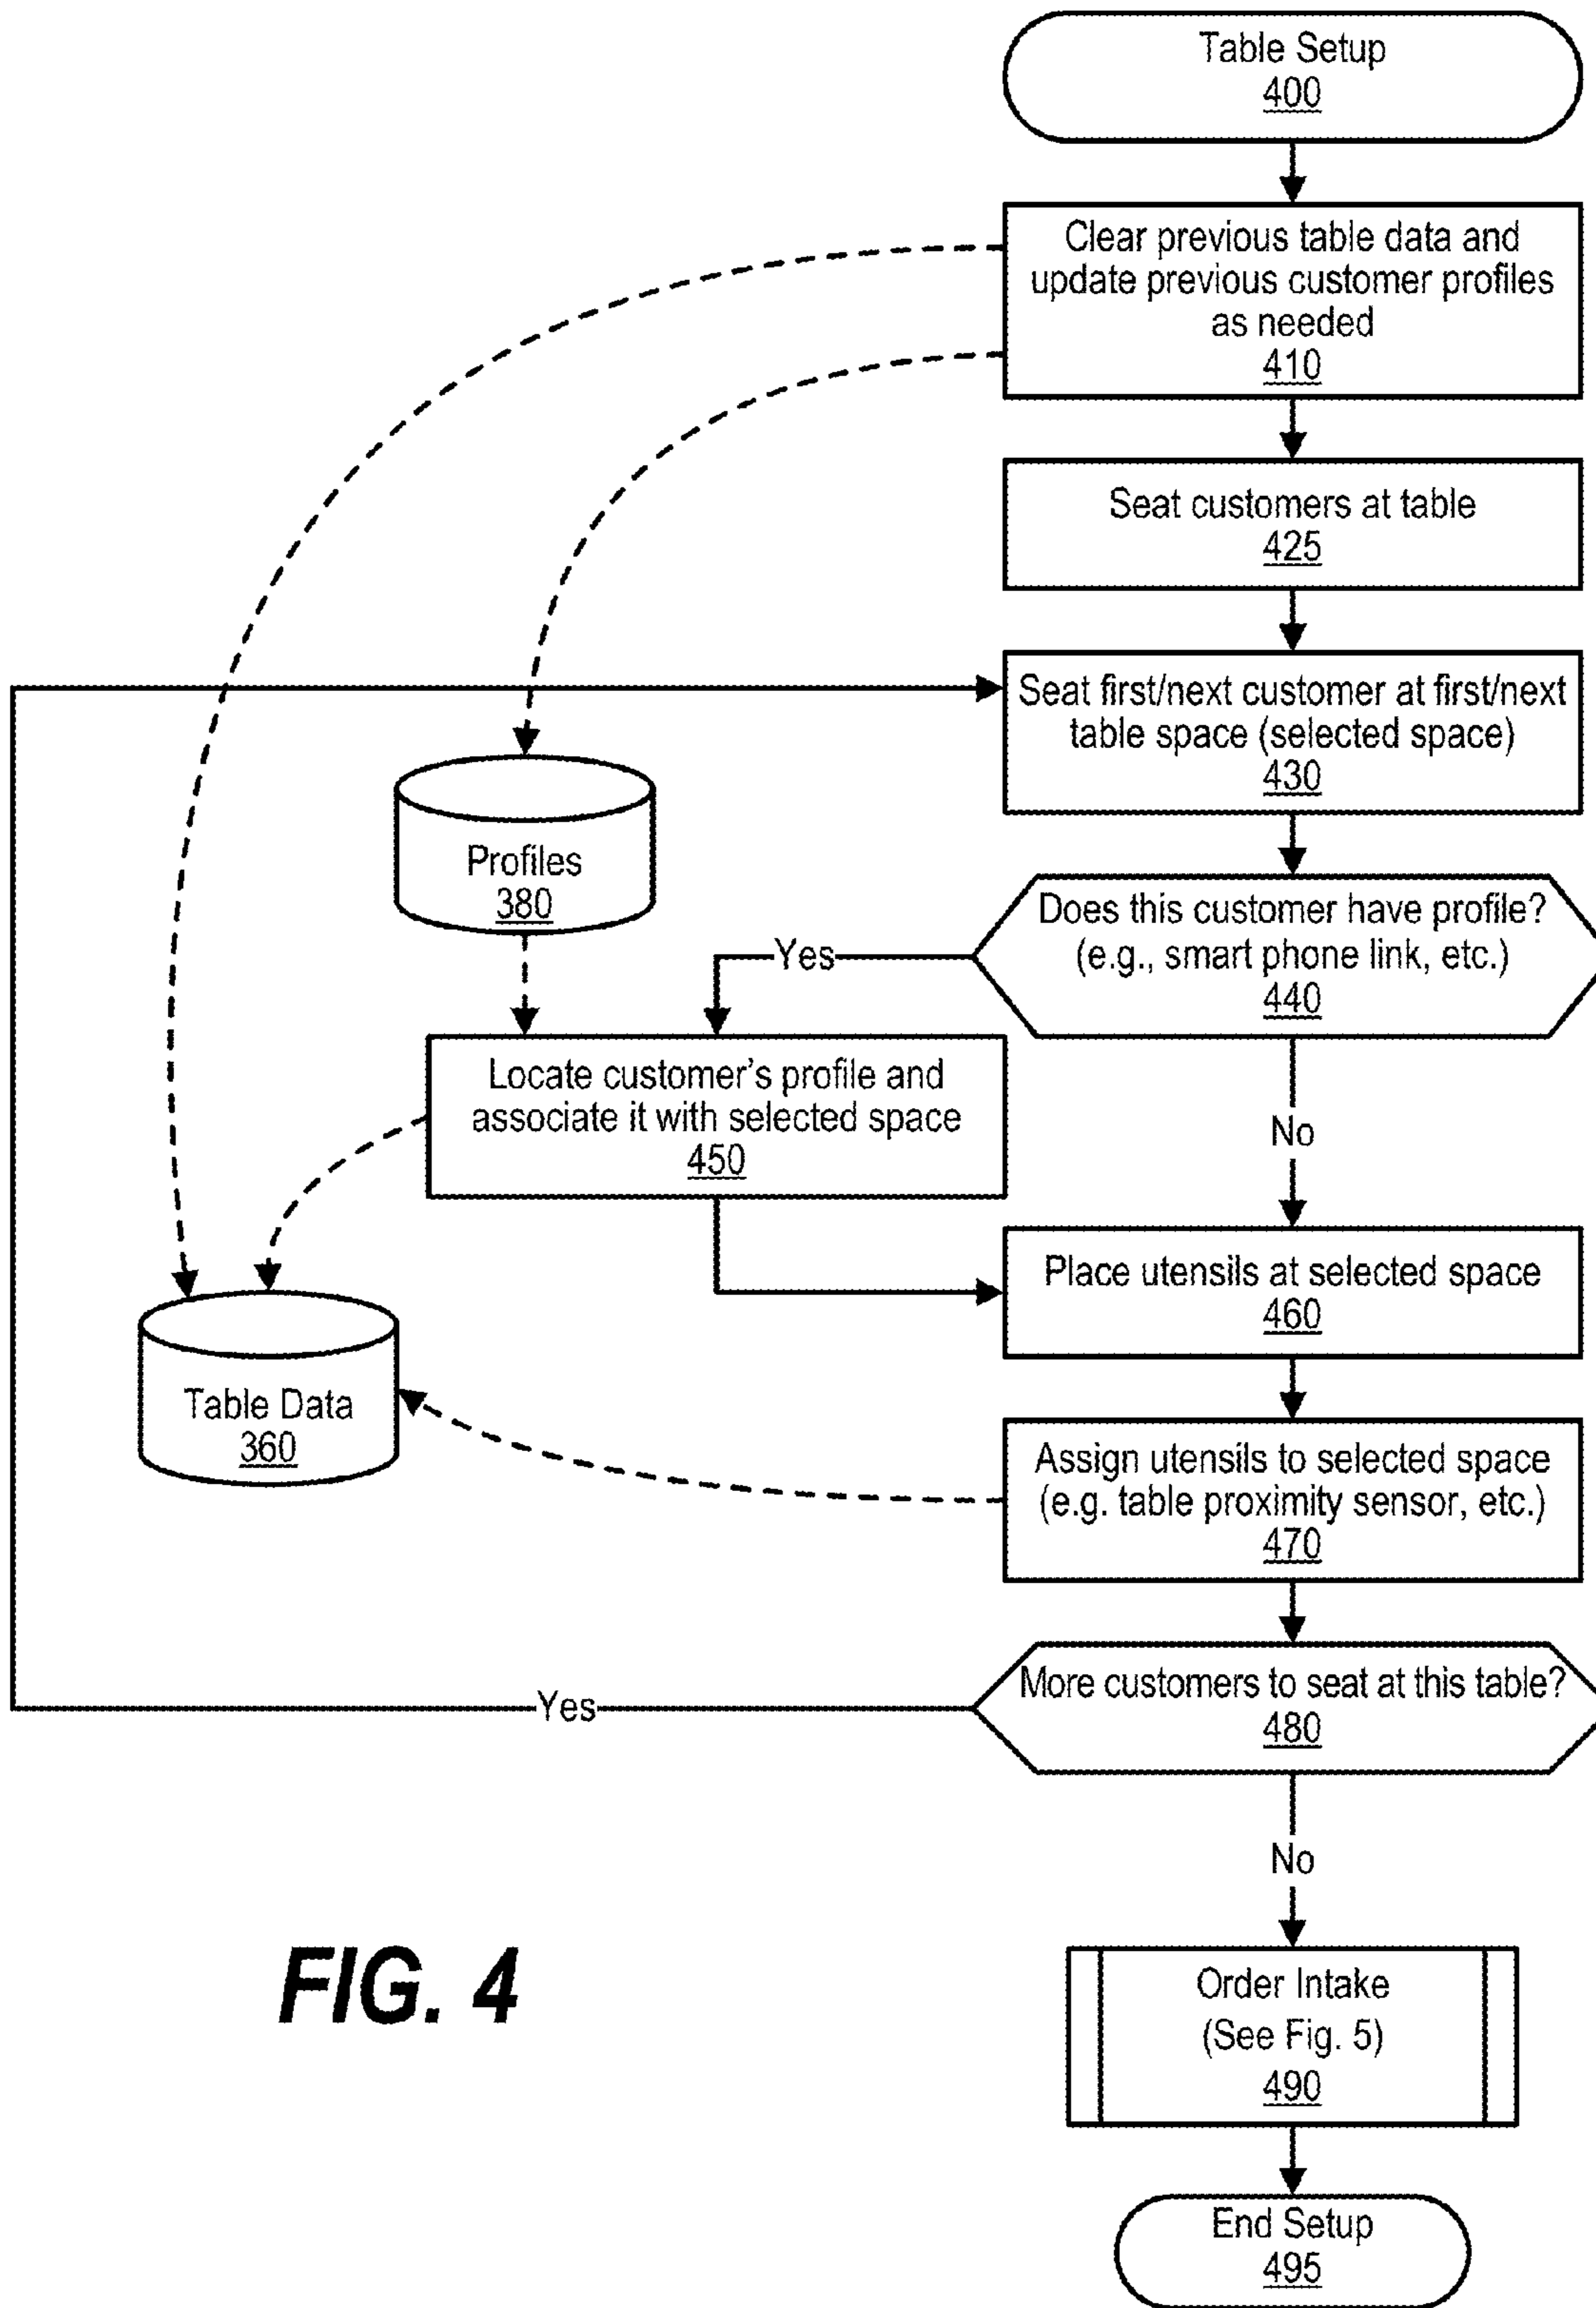 Table Setup
400
Clear previous table data and
update previous customer profiles
as needed
410
Seat customers at table
425
Seat first/next customer at first/next
table space (selected space)
430
Profiles
380
Does this customer have profile?
(e.g., smart phone link, etc.)
440
Yes
Locate customer's profile and
associate it with selected space
450
No
Place utensils at selected space
460
Table Data
360
Assign utensils to selected space
(e.g. table proximity sensor, etc.)
470
More customers to seat at this table?
480
Yes
No
Order Intake
(See Fig. 5)
490
FIG. 4
End Setup
495